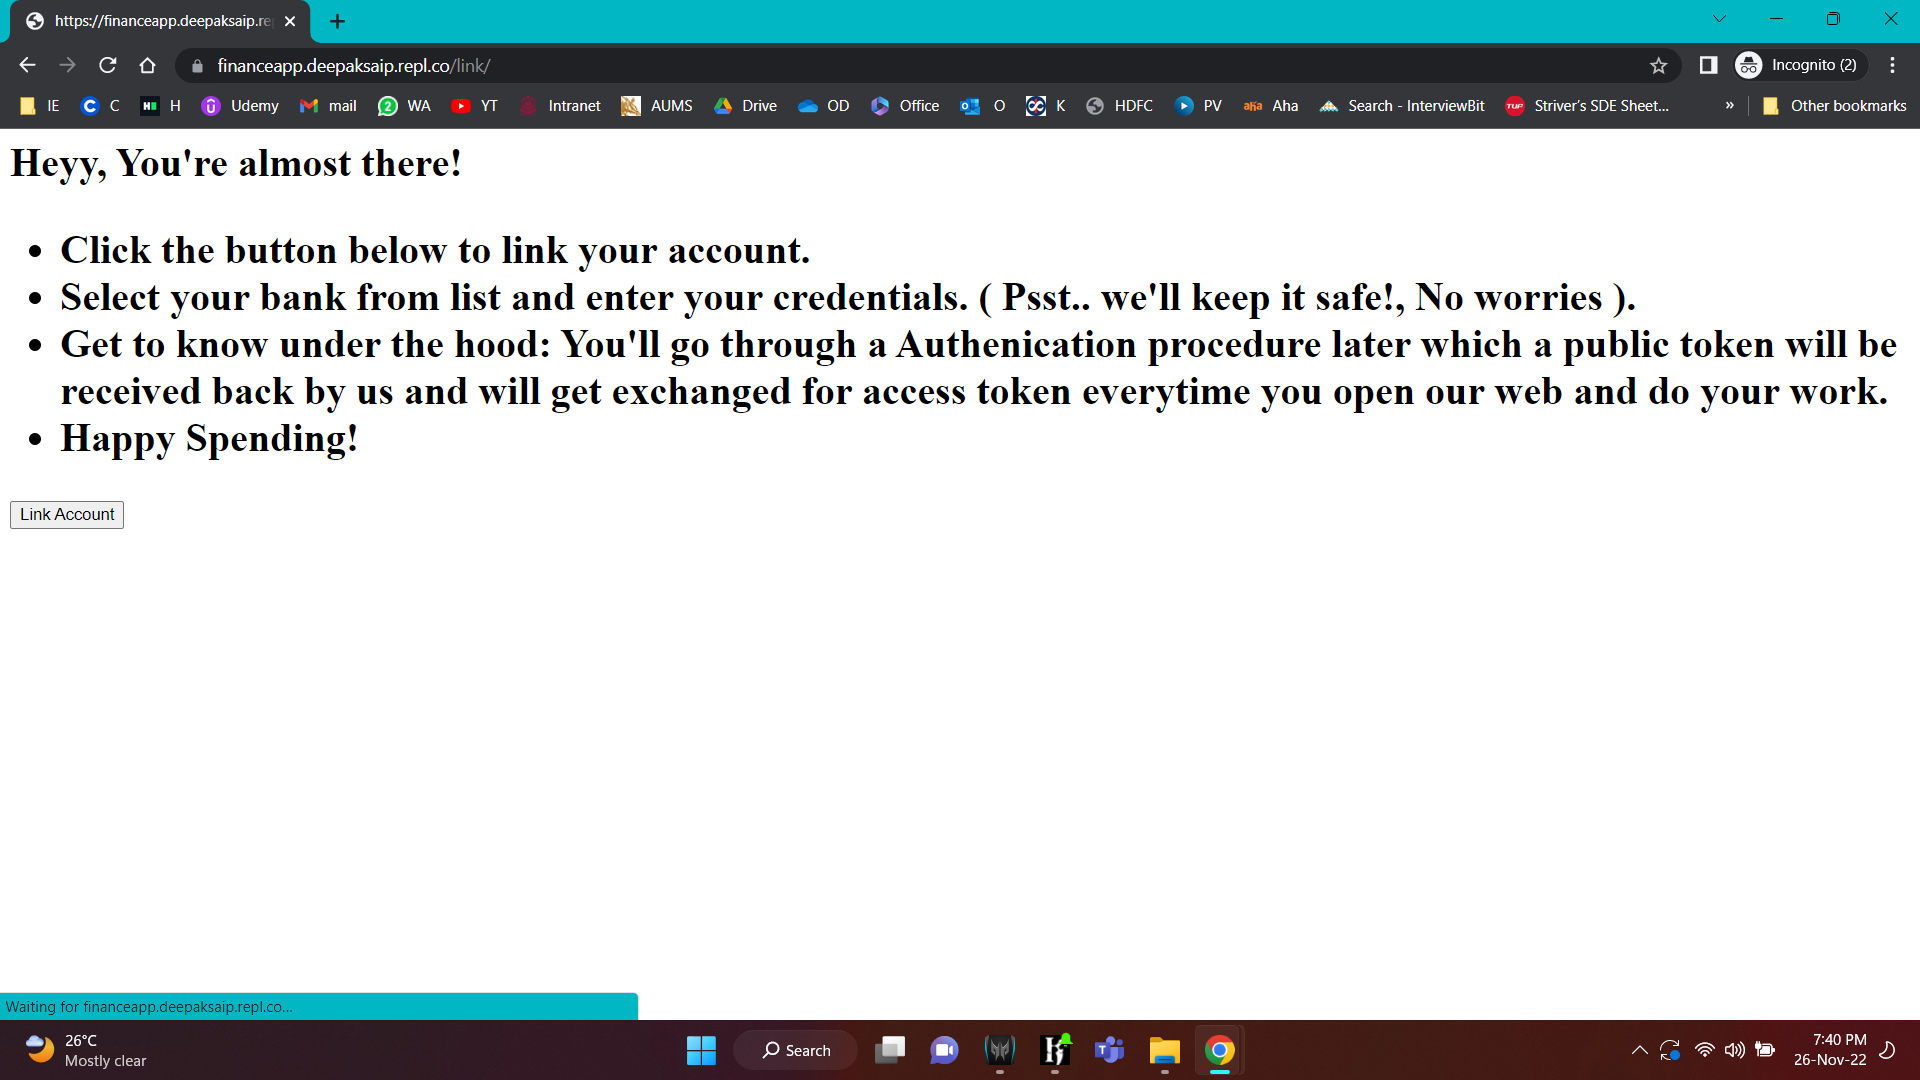 https://financeapp.deepaksaip.re
financeapp.deepaksaip.repl.co/link/
Incognito (2)
IE C H Udemy mail WA YT Intranet AUMS Drive OD Office O K HDFC PV aha Aha Search - InterviewBit TUF Striver's SDE Sheet... » Other bookmarks
Heyy, You're almost there!
• Click the button below to link your account.
• Select your bank from list and enter your credentials. ( Psst.. we'll keep it safe!, No worries ).
• Get to know under the hood: You'll go through a Authenication procedure later which a public token will be
received back by us and will get exchanged for access token everytime you open our web and do your work.
• Happy Spending!
Link Account
Waiting for financeapp.deepaksaip.repl.co...
26°C
Mostly clear
Search
7:40 PM
26-Nov-22